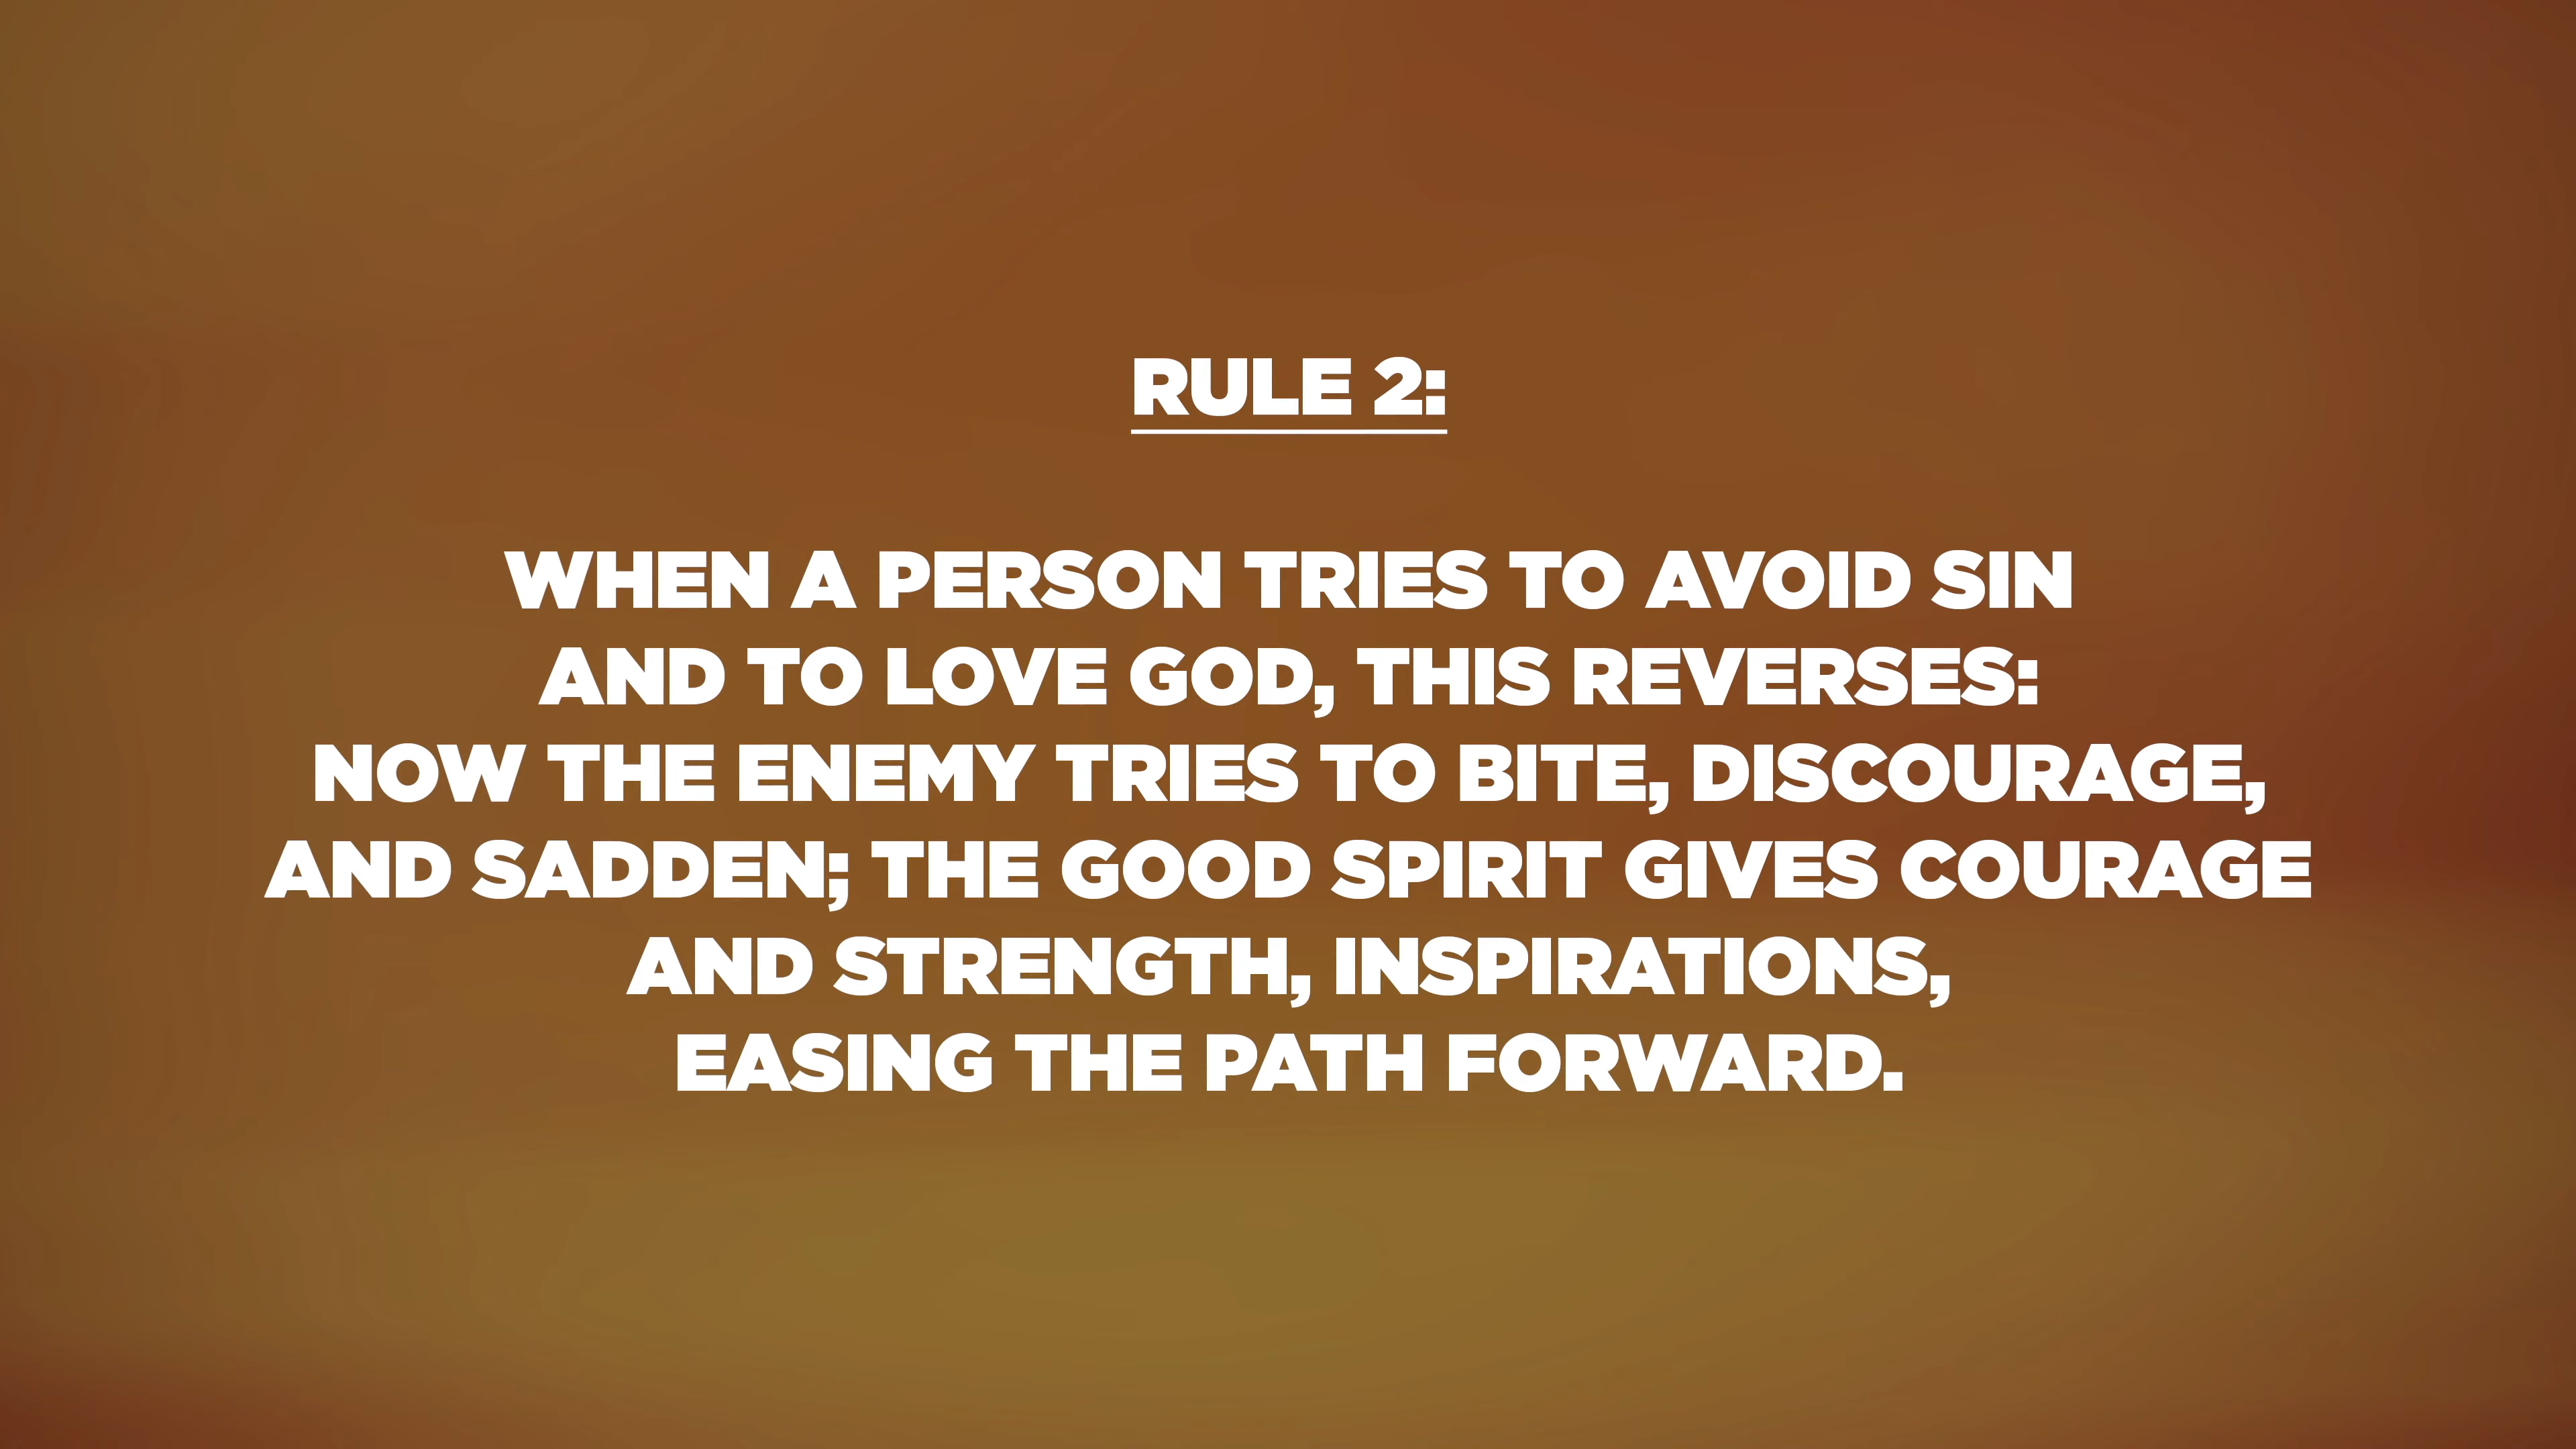 RULE 2:
WHEN A PERSON TRIES TO AVOID SIN
AND TO LOVE GOD, THIS REVERSES:
NOW THE ENEMY TRIES TO BITE, DISCOURAGE,
AND SADDEN; THE GOOD SPIRIT GIVES COURAGE
AND STRENGTH, INSPIRATIONS,
EASING THE PATH FORWARD.